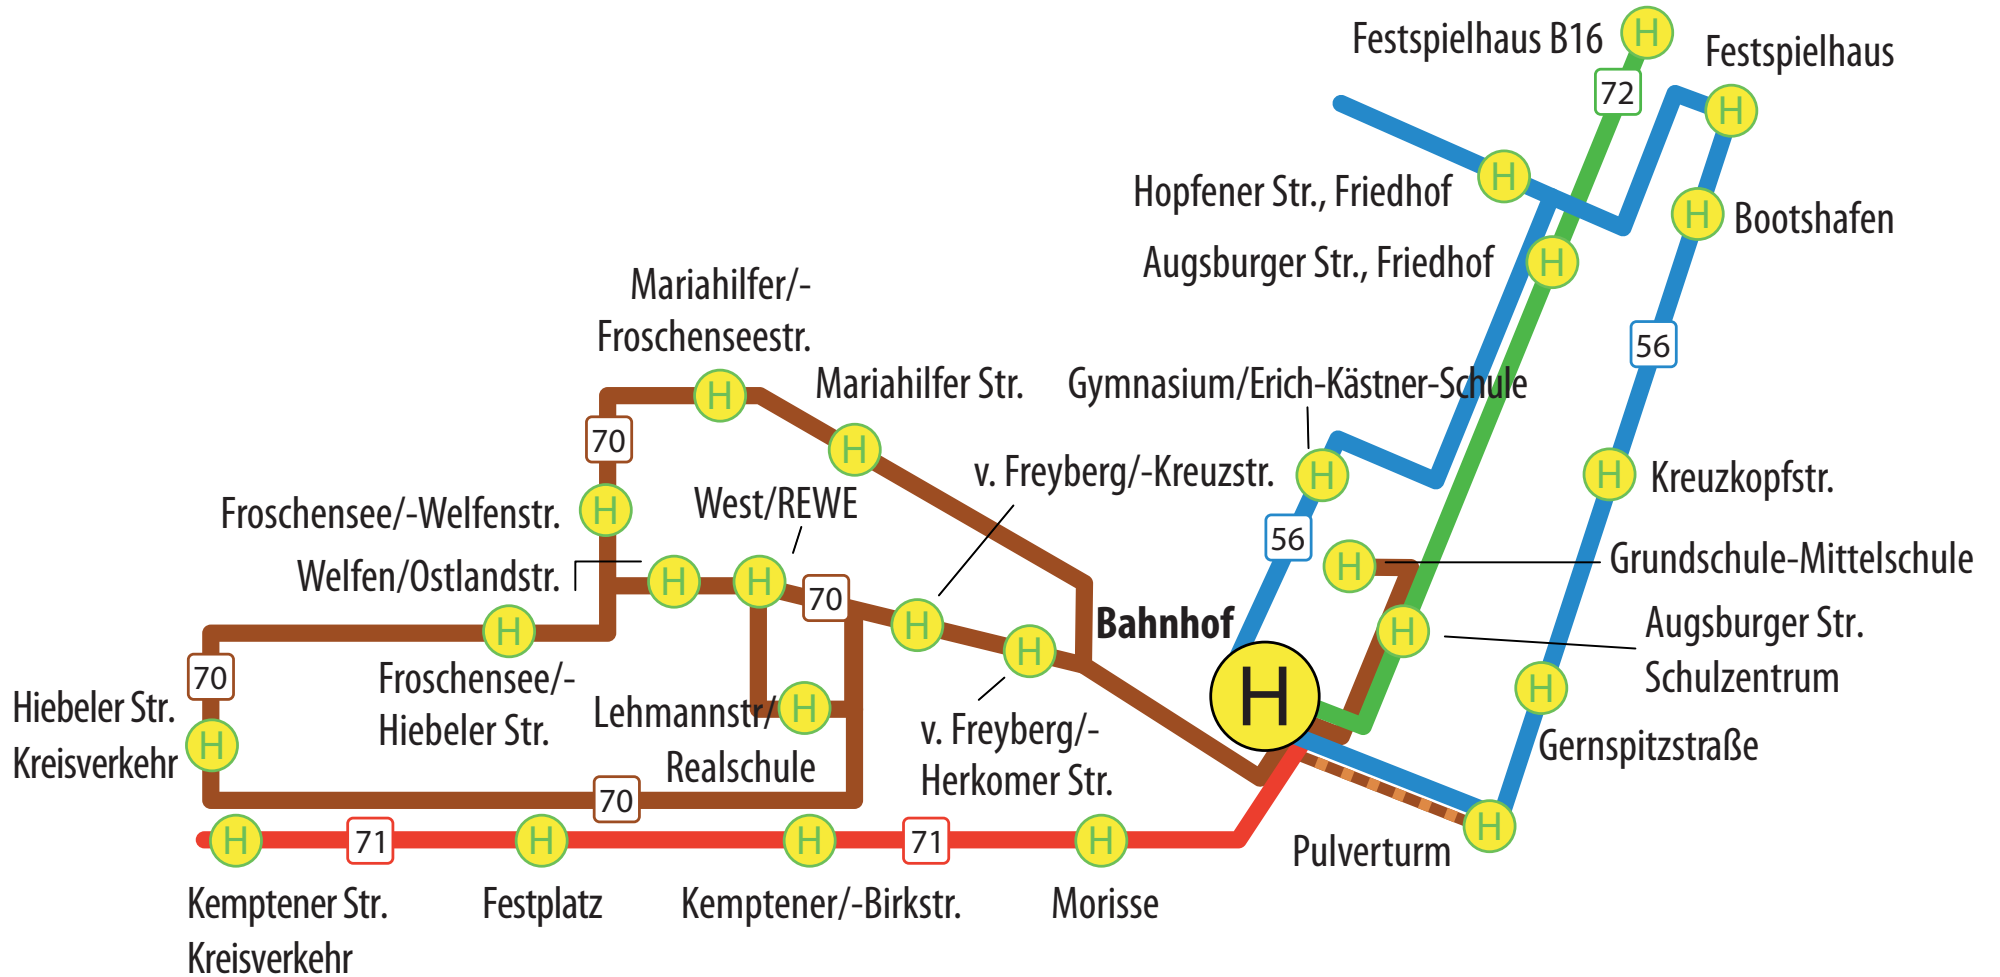 Festspielhaus B16
H
Festspielhaus
72
H
H
Hopfener Str., Friedhof
H
Bootshafen
Augsburger Str., Friedhof
H
Mariahilfer/-
Froschenseestr.
56
H
Mariahilfer Str.
Gymnasium/Erich-Kästner-Schule
70
H
v. Freyberg/-Kreuzstr.
H
H
Kreuzkopfstr.
Froschensee/-Welfenstr.
H
West/REWE
56
Welfen/Ostlandstr.
H
H
70
H
Grundschule-Mittelschule
Froschensee/-
Hiebeler Str.
H
H
H
Bahnhof
H
H
Augsburger Str.
Schulzentrum
70
Hiebeler Str.
Kreisverkehr
H
Lehmannstr/
Realschule
H
v. Freyberg/-
Herkomer Str.
H
Gernspitzstraße
70
Pulverturm
H
H
71
H
H
71
H
Kemptener Str.
Kreisverkehr
Festplatz
Kemptener/-Birkstr.
Morisse